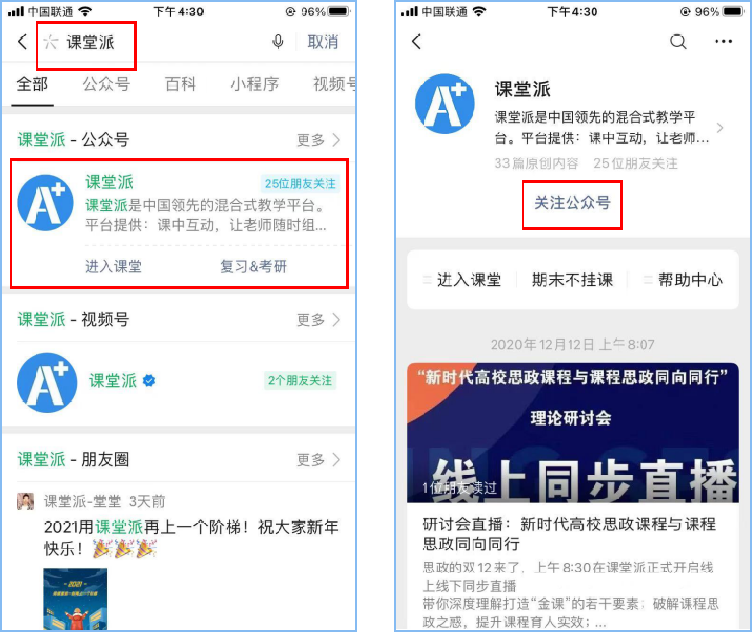 中国联通
下午4:30
96%
课堂派
取消
全部 公众号 百科 小程序 视频号
课堂派 - 公众号
更多
课堂派
25位朋友关注
课堂派是中国领先的混合式教学平台。
平台提供：课中互动，让老师随时组...
进入课堂
复习&考研
课堂派 - 视频号
更多
课堂派
2个朋友关注
课堂派 - 朋友圈
更多
课堂派-堂堂 3天前
2021用课堂派再上一个阶梯！祝大家新年
快乐！🎉🎉🎉
2021
中国联通
下午4:30
96%
课堂派
课堂派是中国领先的混合式教学平
台。平台提供：课中互动，让老师...
33篇原创内容 25位朋友关注
关注公众号
进入课堂
期末不挂课
帮助中心
2020年12月12日 上午8:07
“新时代高校思政课程与课程思政同向同行”
理论研讨会
线上同步直播
1位朋友读过
研讨会直播：新时代高校思政课程与课程
思政同向同行
思政的双12来了，上午8:30在课堂派正式开启线
上线下同步直播
带你深度理解打造“金课”的若干要素；破解课程思
政之惑，提升课程育人实效；...